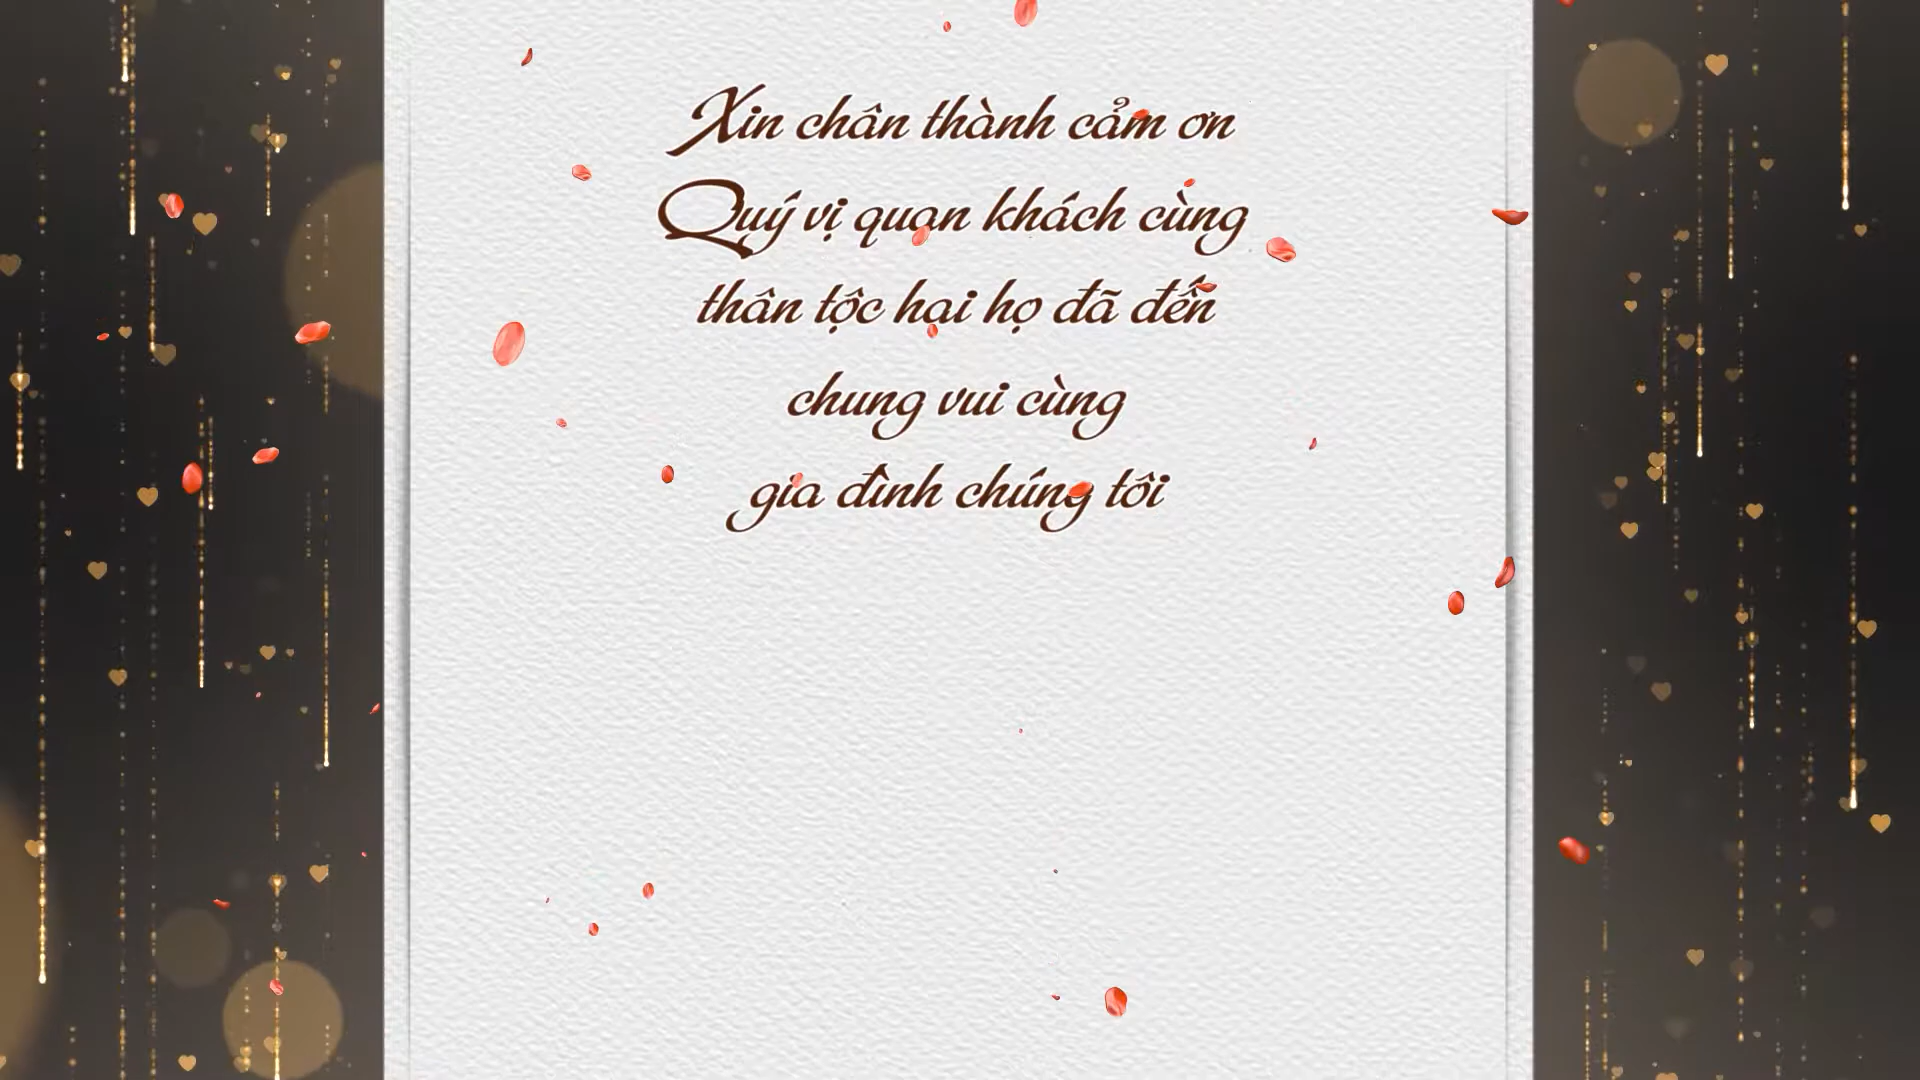 Xin chân thành cảm ơn
Quý vị quan khách cùng
thân tộc hai họ đã đến
chung vui cùng
gia đình chúng tôi